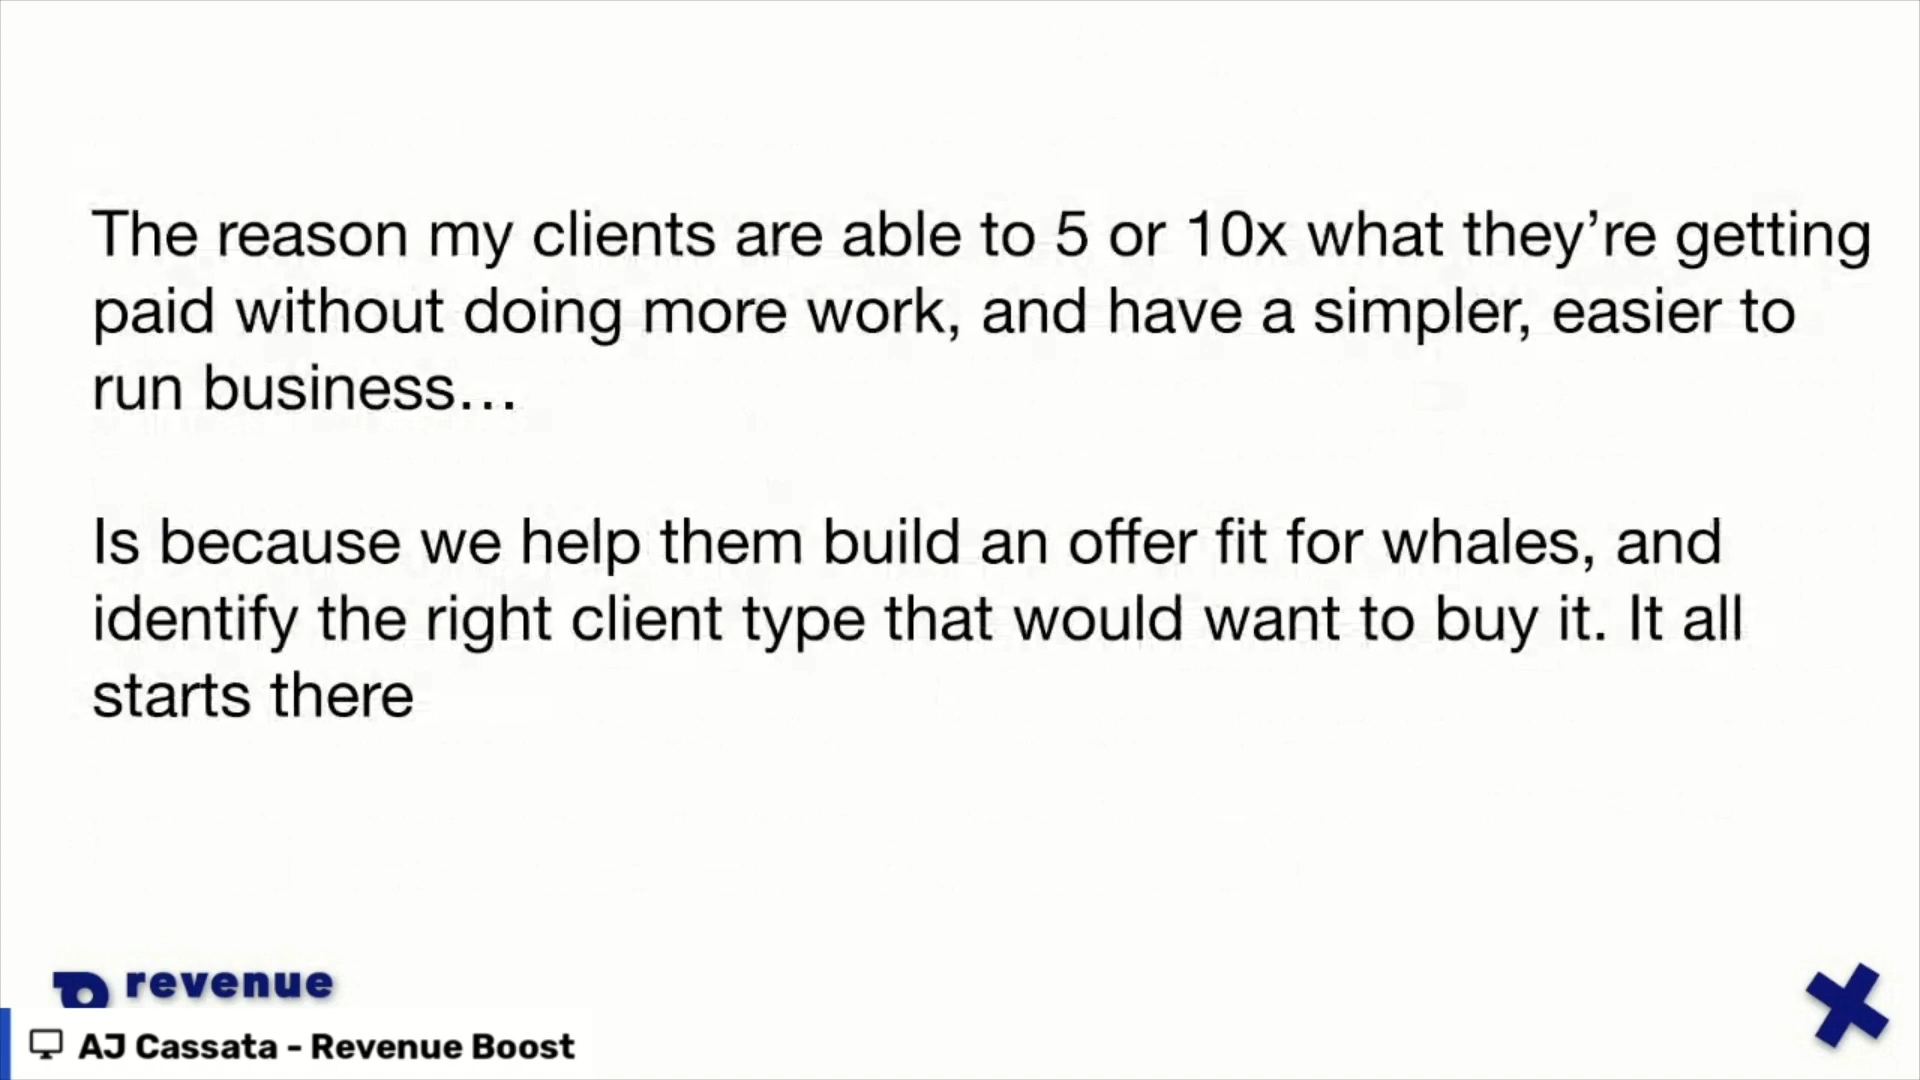 The reason my clients are able to 5 or 10x what they’re getting
paid without doing more work, and have a simpler, easier to
run business…
Is because we help them build an offer fit for whales, and
identify the right client type that would want to buy it. It all
starts there
revenue
AJ Cassata - Revenue Boost